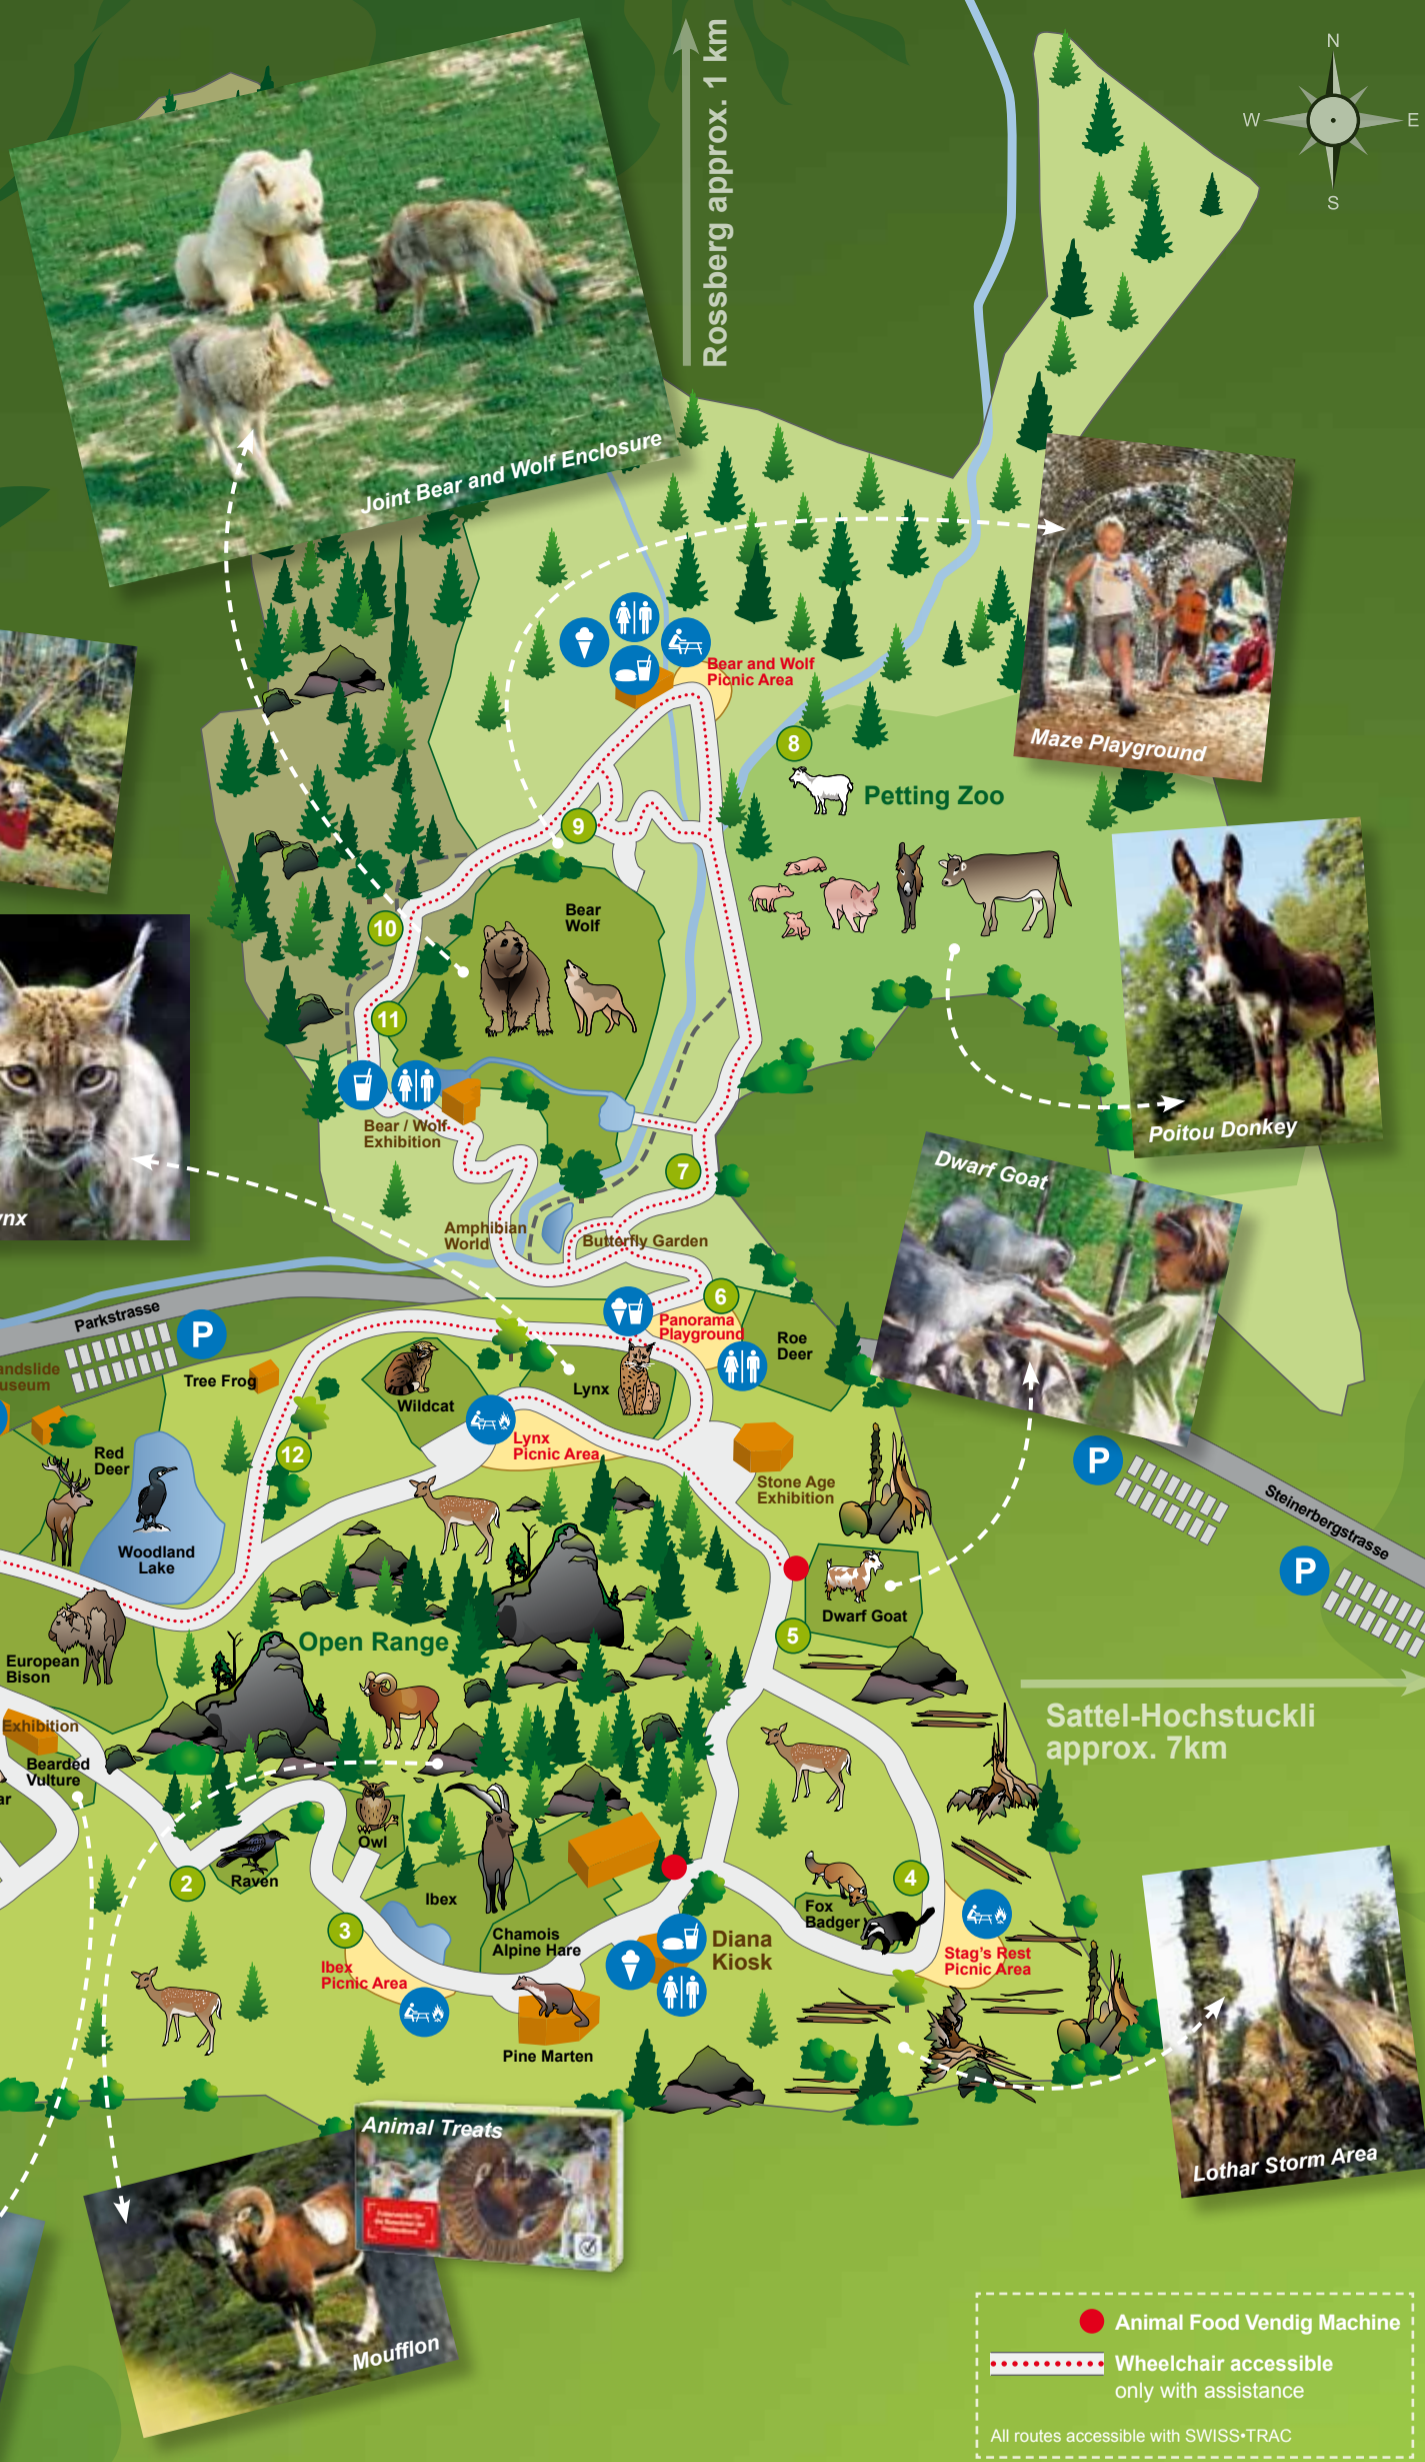 N
W
E
S
Rossberg approx. 1 km
Joint Bear and Wolf Enclosure
Bear and Wolf
Picnic Area
8
Petting Zoo
Maze Playground
9
Bear
Wolf
10
11
Poitou Donkey
Bear / Wolf
Exhibition
7
Dwarf Goat
ynx
Amphibian
World
Butterfly Garden
6
Panorama
Playground
Roe
Deer
Parkstrasse
P
andslide
useum
Tree Frog
Wildcat
Lynx
Lynx
Picnic Area
12
Red
Deer
Stone Age
Exhibition
P
Steinerbergstrasse
P
Woodland
Lake
Dwarf Goat
5
Open Range
European
Bison
Sattel-Hochstuckli
approx. 7km
Exhibition
Bearded
Vulture
ar
Owl
2
Raven
Ibex
3
Chamois
Alpine Hare
Fox
Badger
4
Diana
Kiosk
Stag's Rest
Picnic Area
Ibex
Picnic Area
Pine Marten
Animal Treats
Lothar Storm Area
Moufflon
Animal Food Vendig Machine
Wheelchair accessible
only with assistance
All routes accessible with SWISS•TRAC